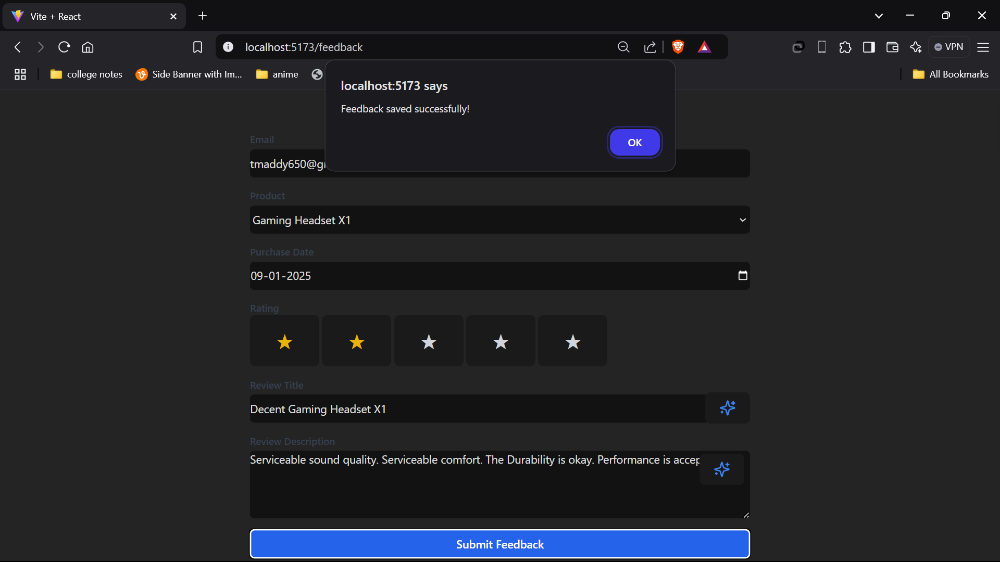 Vite + React
localhost:5173/feedback
VPN
college notes
Side Banner with Im...
anime
All Bookmarks
localhost:5173 says
Feedback saved successfully!
OK
Email
tmaddy650@g
Product
Gaming Headset X1
Purchase Date
09-01-2025
Rating
Review Title
Decent Gaming Headset X1
Review Description
Serviceable sound quality. Serviceable comfort. The Durability is okay. Performance is accep
Submit Feedback